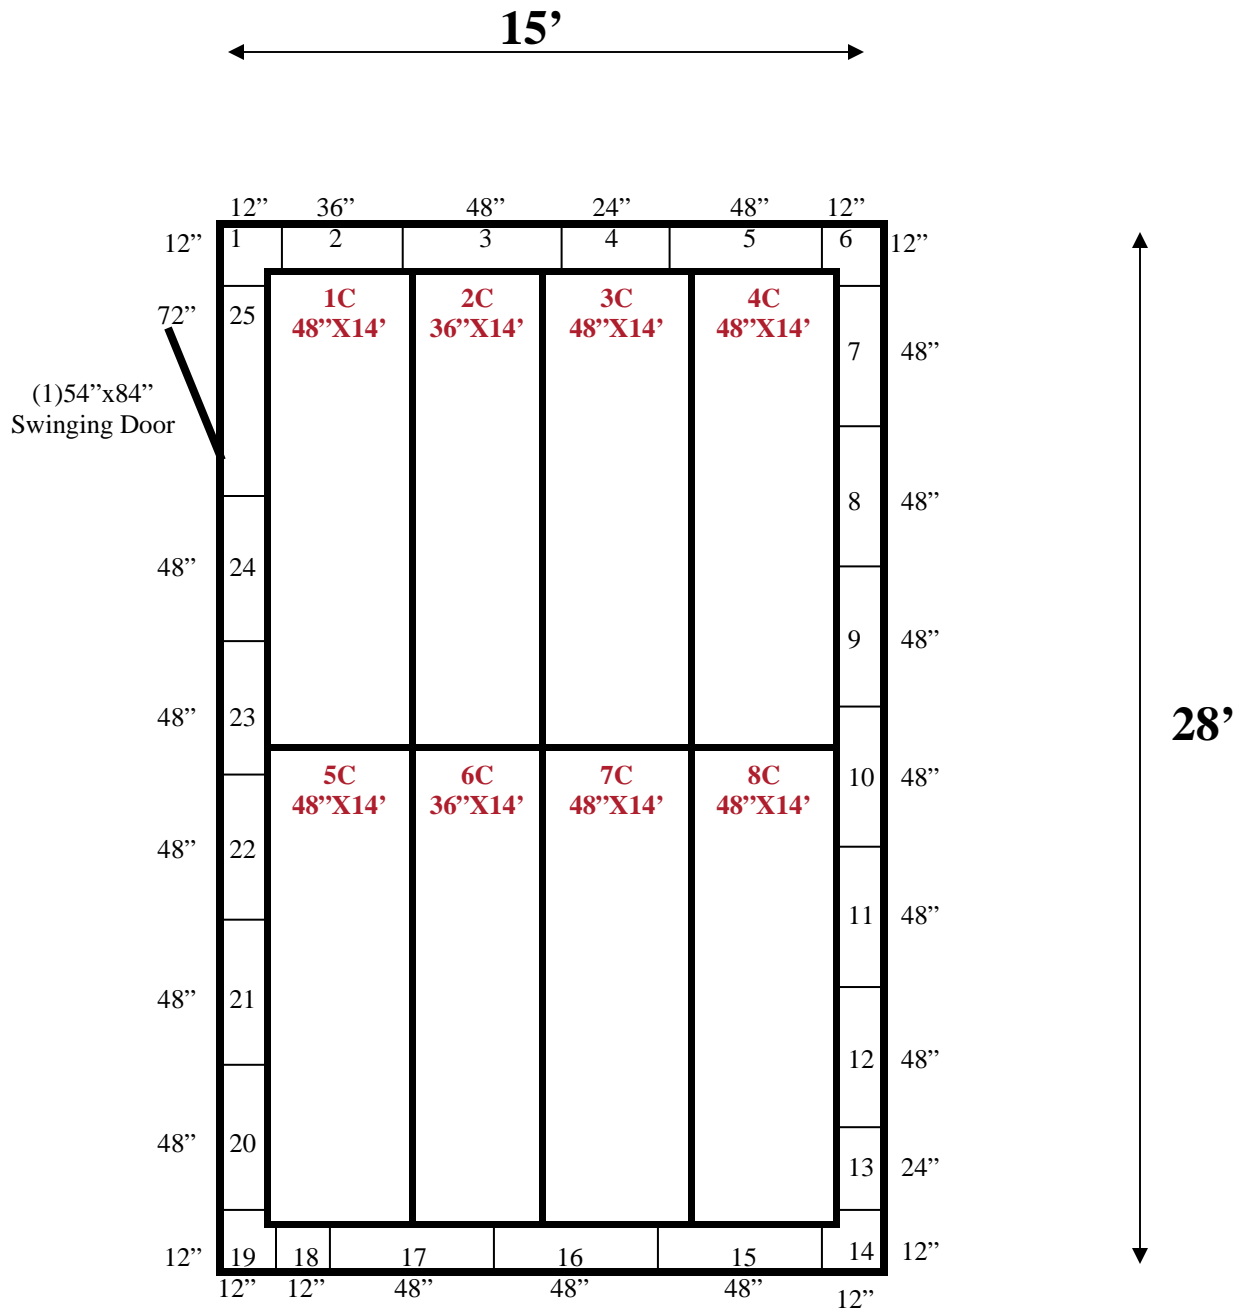 15’
12” 36” 48” 24” 48” 12”
12” 1 2 3 4 5 6 12”
1C 2C 3C 4C
48”X14’ 36”X14’ 48”X14’ 48”X14’
72” 25
7 48”
(1)54”x84”
Swinging Door
8 48”
48” 24
9 48”
48” 23
28’
5C 6C 7C 8C
48”X14’ 36”X14’ 48”X14’ 48”X14’
10 48”
48” 22
11 48”
48” 21
12 48”
48” 20
13 24”
12” 19 18 17 16 15 14 12”
12” 12” 48” 48” 48” 12”